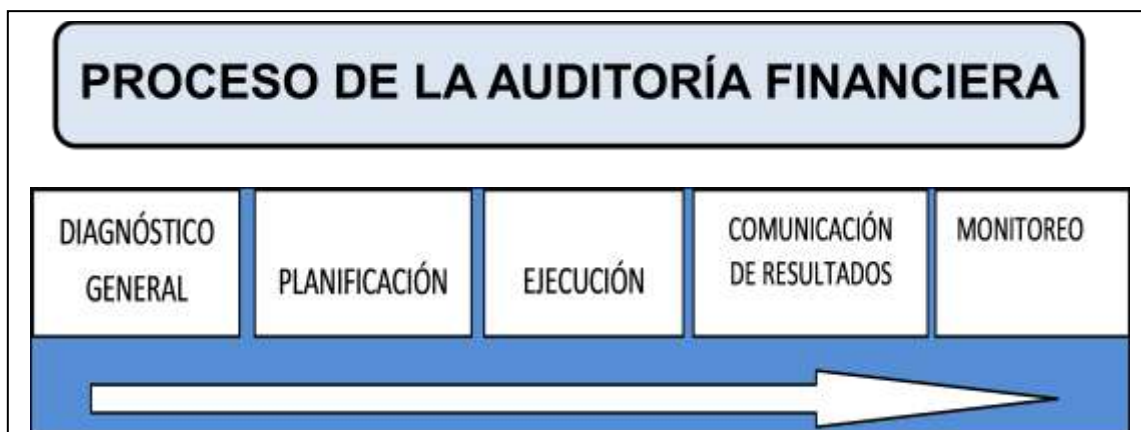 PROCESO DE LA AUDITORÍA FINANCIERA
DIAGNÓSTICO
GENERAL
PLANIFICACIÓN
EJECUCIÓN
COMUNICACIÓN
DE RESULTADOS
MONITOREO